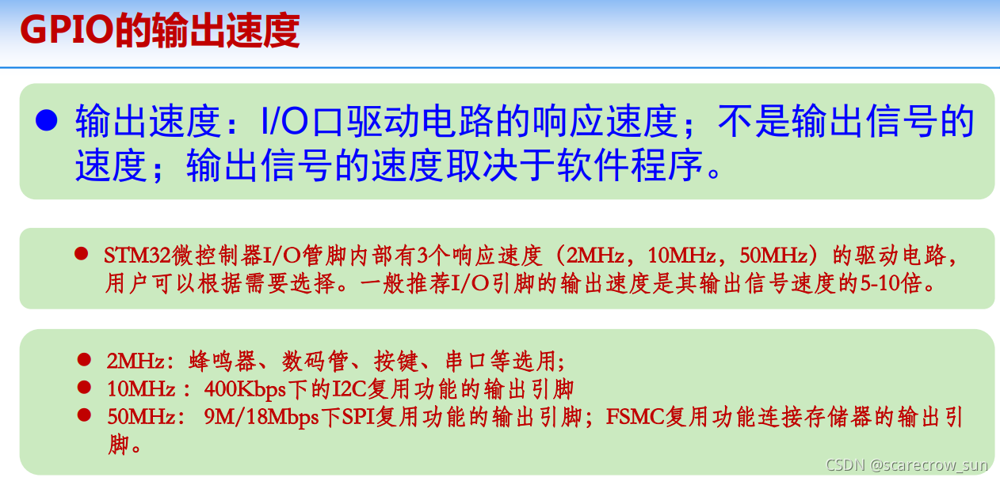 GPIO的输出速度
● 输出速度：I/O口驱动电路的响应速度；不是输出信号的
速度；输出信号的速度取决于软件程序。
● STM32微控制器I/O管脚内部有3个响应速度（2MHz，10MHz，50MHz）的驱动电路，
用户可以根据需要选择。一般推荐I/O引脚的输出速度是其输出信号速度的5-10倍。
● 2MHz：蜂鸣器、数码管、按键、串口等选用；
● 10MHz ：400Kbps下的I2C复用功能的输出引脚
● 50MHz： 9M/18Mbps下SPI复用功能的输出引脚；FSMC复用功能连接存储器的输出引
脚。
CSDN @scarecrow_sun